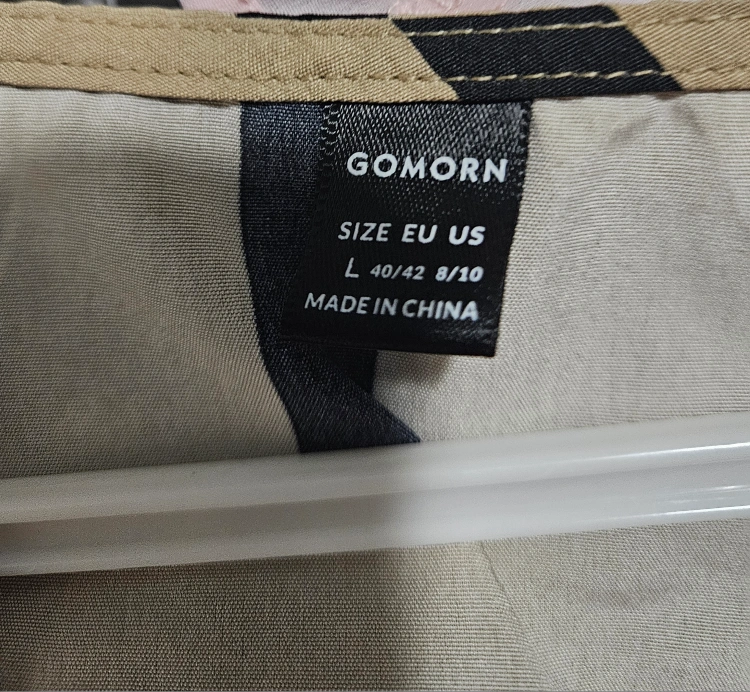 GOMORN
SIZE EU US
L 40/42 8/10
MADE IN CHINA